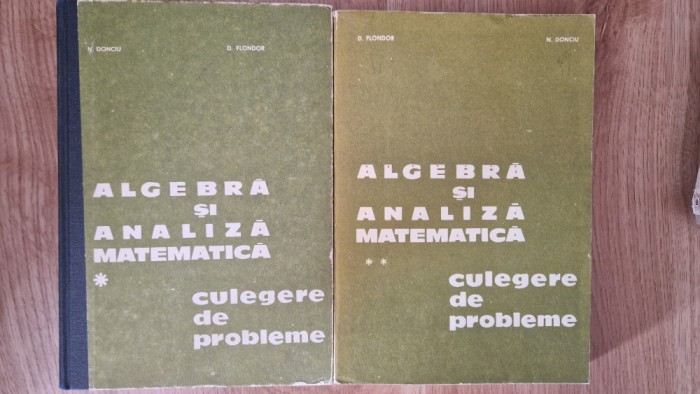 N. DONCIU D. FLONDOR
ALGEBRĂ
ȘI
ANALIZĂ
MATEMATICĂ
*
culegere
de
probleme
D. FLONDOR N. DONCIU
ALGEBRĂ
ȘI
ANALIZĂ
MATEMATICĂ
**
culegere
de
probleme